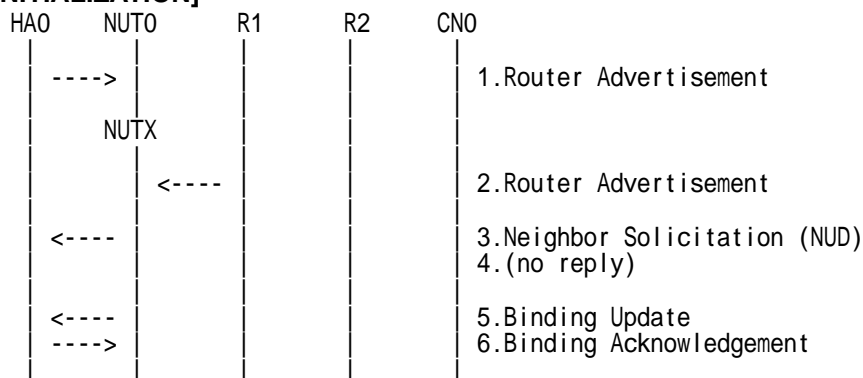 NITIALIZATION]
HA0 NUT0 R1 R2 CN0
----> 1.Router Advertisement
NUTX
<---- 2.Router Advertisement
<---- 3.Neighbor Solicitation (NUD)
4.(no reply)
<---- 5.Binding Update
----> 6.Binding Acknowledgement